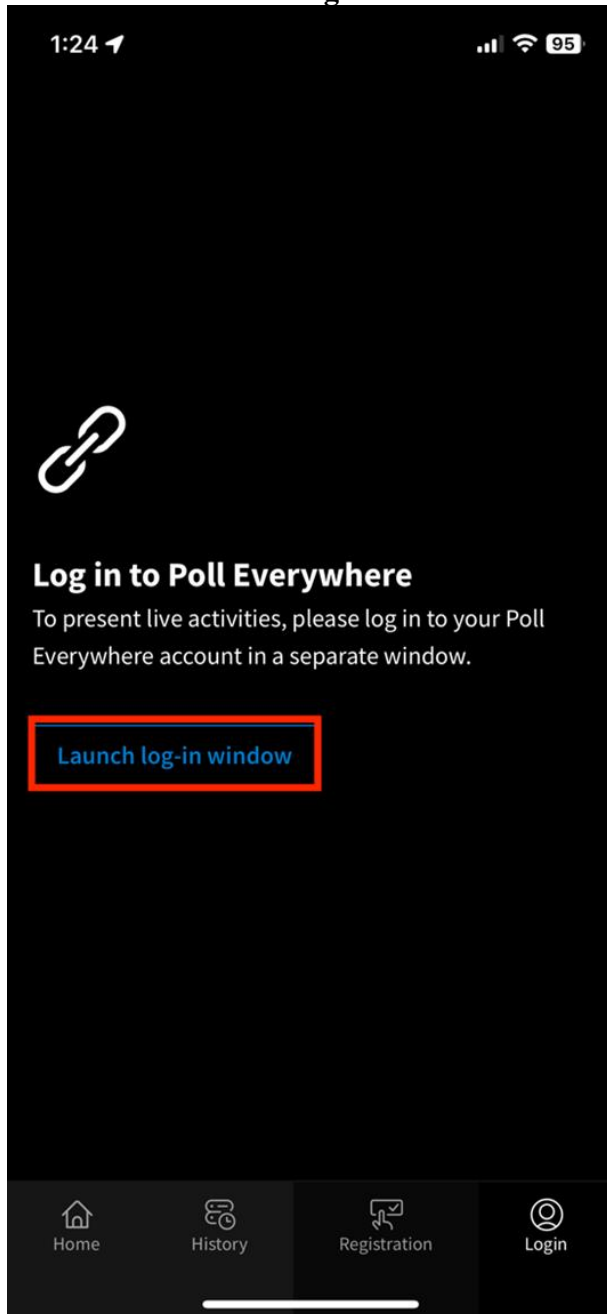 1:24
95
Log in to Poll Everywhere
To present live activities, please log in to your Poll
Everywhere account in a separate window.
Launch log-in window
Home History Registration Login